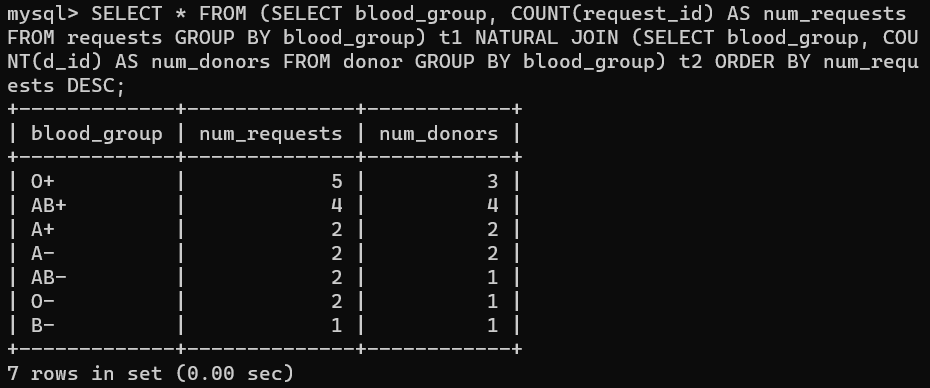 mysql> SELECT * FROM (SELECT blood_group, COUNT(request_id) AS num_requests
FROM requests GROUP BY blood_group) t1 NATURAL JOIN (SELECT blood_group, COU
NT(d_id) AS num_donors FROM donor GROUP BY blood_group) t2 ORDER BY num_requ
ests DESC;
+-------------+--------------+------------+
| blood_group | num_requests | num_donors |
+-------------+--------------+------------+
| O+          |            5 |          3 |
| AB+         |            4 |          4 |
| A+          |            2 |          2 |
| A-          |            2 |          2 |
| AB-         |            2 |          1 |
| O-          |            2 |          1 |
| B-          |            1 |          1 |
+-------------+--------------+------------+
7 rows in set (0.00 sec)